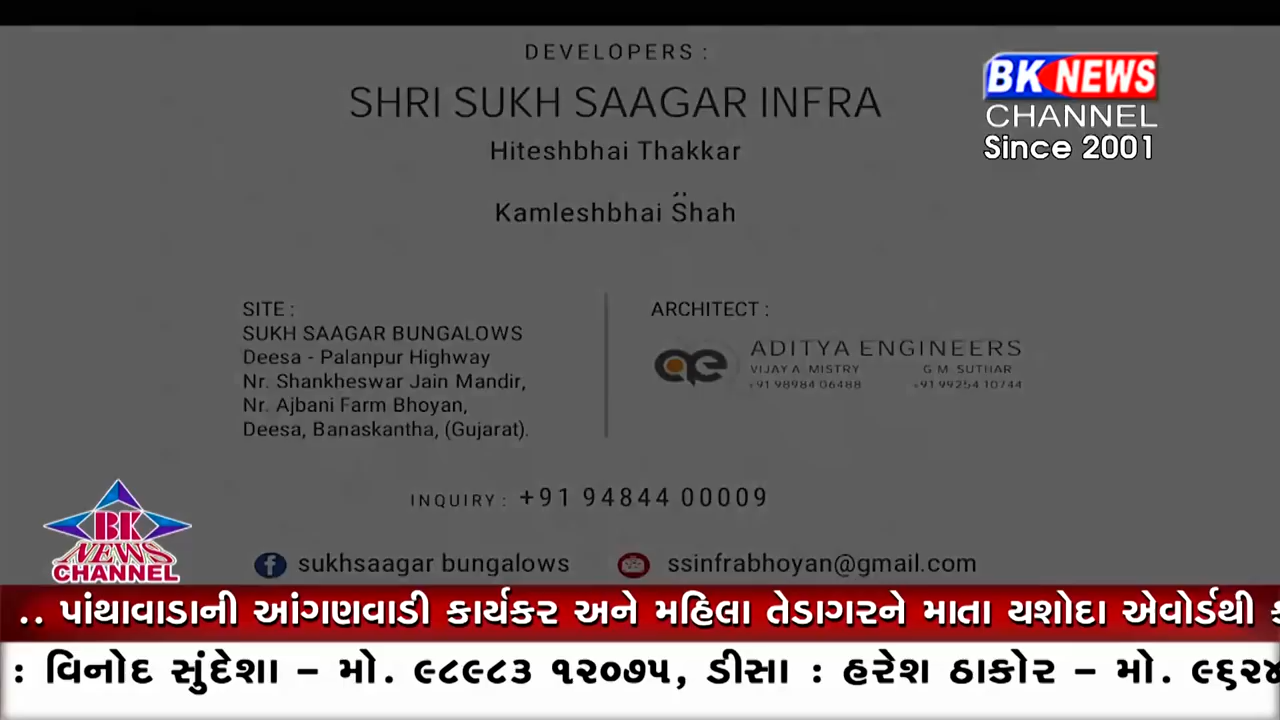 DEVELOPERS :
SHRI SUKH SAAGAR INFRA
Hiteshbhai Thakkar
Kamleshbhai Shah
BK NEWS
CHANNEL
Since 2001
SITE :
SUKH SAAGAR BUNGALOWS
Deesa - Palanpur Highway
Nr. Shankheswar Jain Mandir,
Nr. Ajbani Farm Bhoyan,
Deesa, Banaskantha, (Gujarat).
ARCHITECT :
ae ADITYA ENGINEERS
VIJAY A. MISTRY G.M. SUTHAR
+91 98984 06488 +91 99254 10744
INQUIRY : +91 94844 00009
sukhsaagar bungalows ssinfrabhoyan@gmail.com
BK
NEWS
CHANNEL
.. પાંથાવાડાની આંગણવાડી કાર્યકર અને મહિલા તેડાગરને માતા યશોદા એવોર્ડથી
: વિનોદ સુંદેશા – મો. ૯૮૯૮૩ ૧૨૦૭૫, ડીસા : હરેશ ઠાકોર – મો. ૯૬૨૪